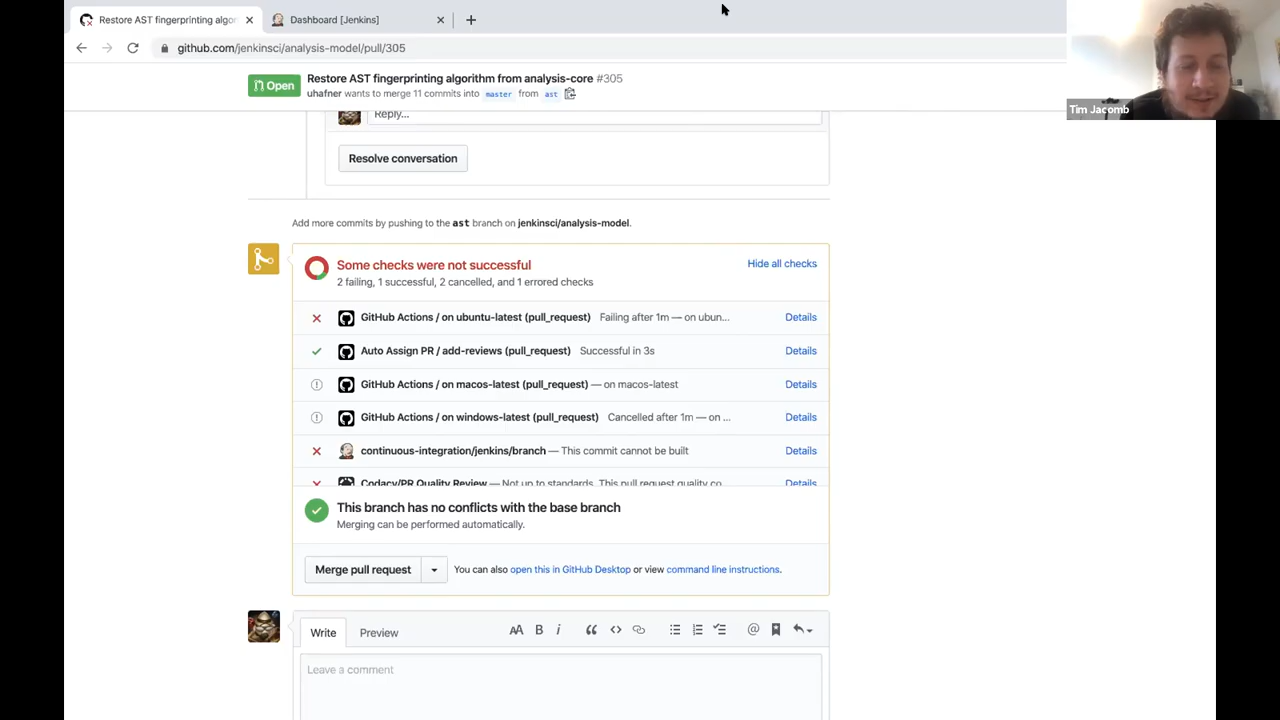 Restore AST fingerprinting algor
Dashboard [Jenkins]
github.com/jenkinsci/analysis-model/pull/305
Open
Restore AST fingerprinting algorithm from analysis-core #305
uhafner wants to merge 11 commits into master from ast
Tim Jacomb
Reply...
Resolve conversation
Add more commits by pushing to the ast branch on jenkinsci/analysis-model.
Some checks were not successful
Hide all checks
2 failing, 1 successful, 2 cancelled, and 1 errored checks
GitHub Actions / on ubuntu-latest (pull_request) Failing after 1m — on ubun... Details
Auto Assign PR / add-reviews (pull_request) Successful in 3s Details
GitHub Actions / on macos-latest (pull_request) — on macos-latest Details
GitHub Actions / on windows-latest (pull_request) Cancelled after 1m — on ... Details
continuous-integration/jenkins/branch — This commit cannot be built Details
Codacy/PR Quality Review — Not up to standards. This pull request quality co... Details
This branch has no conflicts with the base branch
Merging can be performed automatically.
Merge pull request
You can also open this in GitHub Desktop or view command line instructions.
Write
Preview
AA B i
Leave a comment